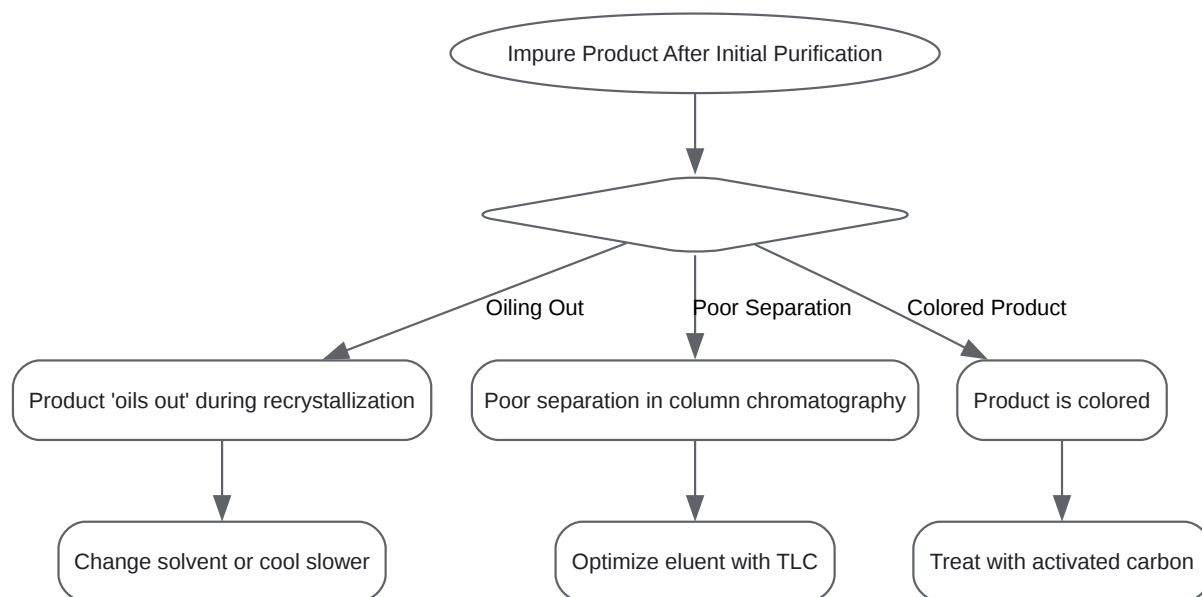 Impure Product After Initial Purification
Oiling Out
Poor Separation
Colored Product
Product 'oils out' during recrystallization
Poor separation in column chromatography
Product is colored
Change solvent or cool slower
Optimize eluent with TLC
Treat with activated carbon